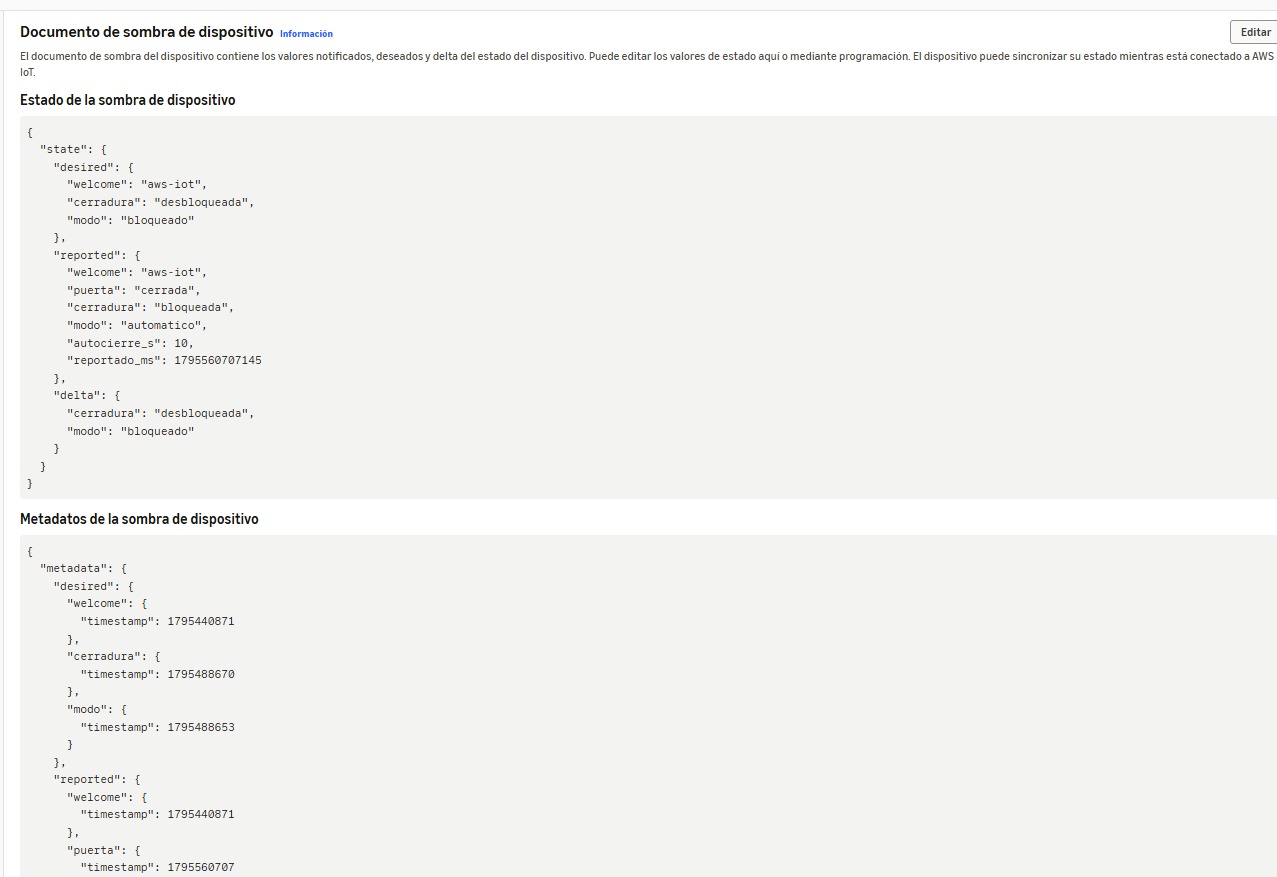 Documento de sombra de dispositivo Información
Editar
El documento de sombra del dispositivo contiene los valores notificados, deseados y delta del estado del dispositivo. Puede editar los valores de estado aquí o mediante programación. El dispositivo puede sincronizar su estado mientras está conectado a AWS
IoT.
Estado de la sombra de dispositivo
{
  "state": {
    "desired": {
      "welcome": "aws-iot",
      "cerradura": "desbloqueada",
      "modo": "bloqueado"
    },
    "reported": {
      "welcome": "aws-iot",
      "puerta": "cerrada",
      "cerradura": "bloqueada",
      "modo": "automatico",
      "autocierre_s": 10,
      "reportado_ms": 1795560707145
    },
    "delta": {
      "cerradura": "desbloqueada",
      "modo": "bloqueado"
    }
  }
}
Metadatos de la sombra de dispositivo
{
  "metadata": {
    "desired": {
      "welcome": {
        "timestamp": 1795440871
      },
      "cerradura": {
        "timestamp": 1795488670
      },
      "modo": {
        "timestamp": 1795488653
      }
    },
    "reported": {
      "welcome": {
        "timestamp": 1795440871
      },
      "puerta": {
        "timestamp": 1795560707